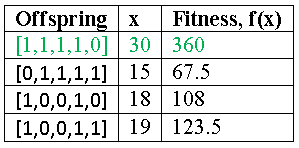 Offspring x Fitness, f(x)
[1,1,1,1,0] 30 360
[0,1,1,1,1] 15 67.5
[1,0,0,1,0] 18 108
[1,0,0,1,1] 19 123.5